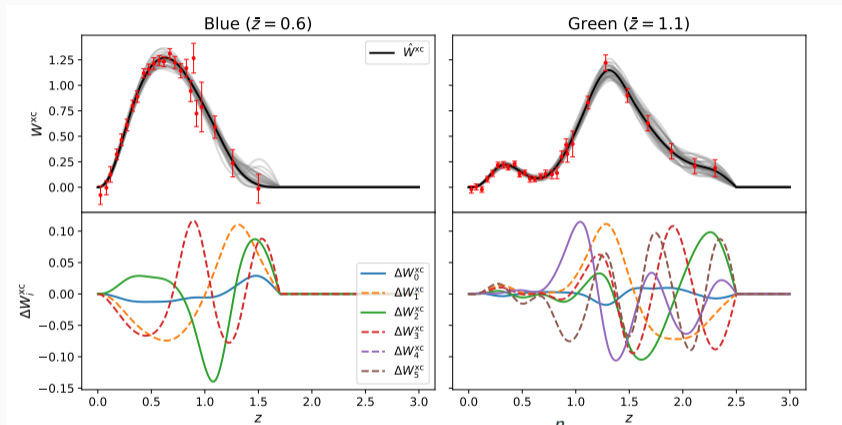 Blue (z̄ = 0.6)
Green (z̄ = 1.1)
Ŵ^xc
W^xc
1.25
1.00
0.75
0.50
0.25
0.00
ΔW_i^xc
0.10
0.05
0.00
−0.05
−0.10
−0.15
ΔW_0^xc
ΔW_1^xc
ΔW_2^xc
ΔW_3^xc
ΔW_4^xc
ΔW_5^xc
0.0 0.5 1.0 1.5 2.0 2.5 3.0
0.0 0.5 1.0 1.5 2.0 2.5 3.0
z
z